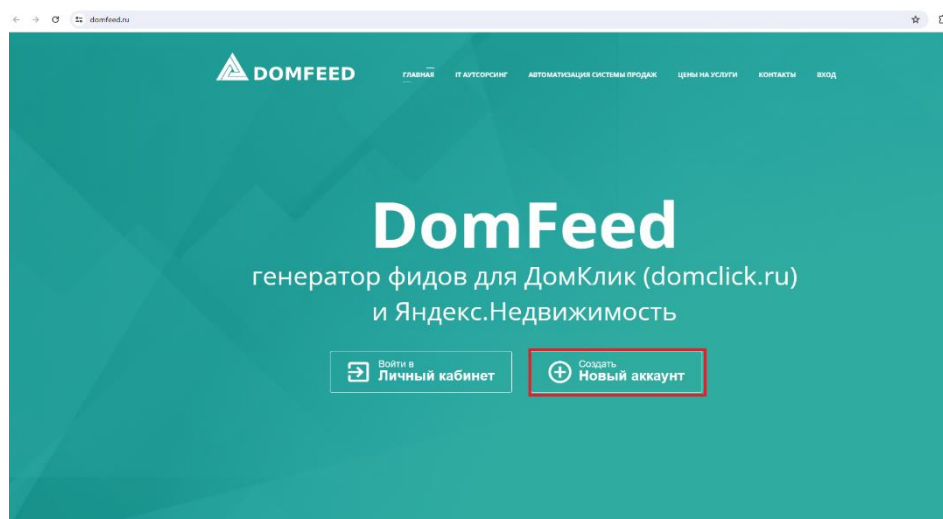 domfeed.ru
DOMFEED
ГЛАВНАЯ IT АУТСОРСИНГ АВТОМАТИЗАЦИЯ СИСТЕМЫ ПРОДАЖ ЦЕНЫ НА УСЛУГИ КОНТАКТЫ ВХОД
DomFeed
генератор фидов для ДомКлик (domclick.ru)
и Яндекс.Недвижимость
Войти в
Личный кабинет
Создать
Новый аккаунт